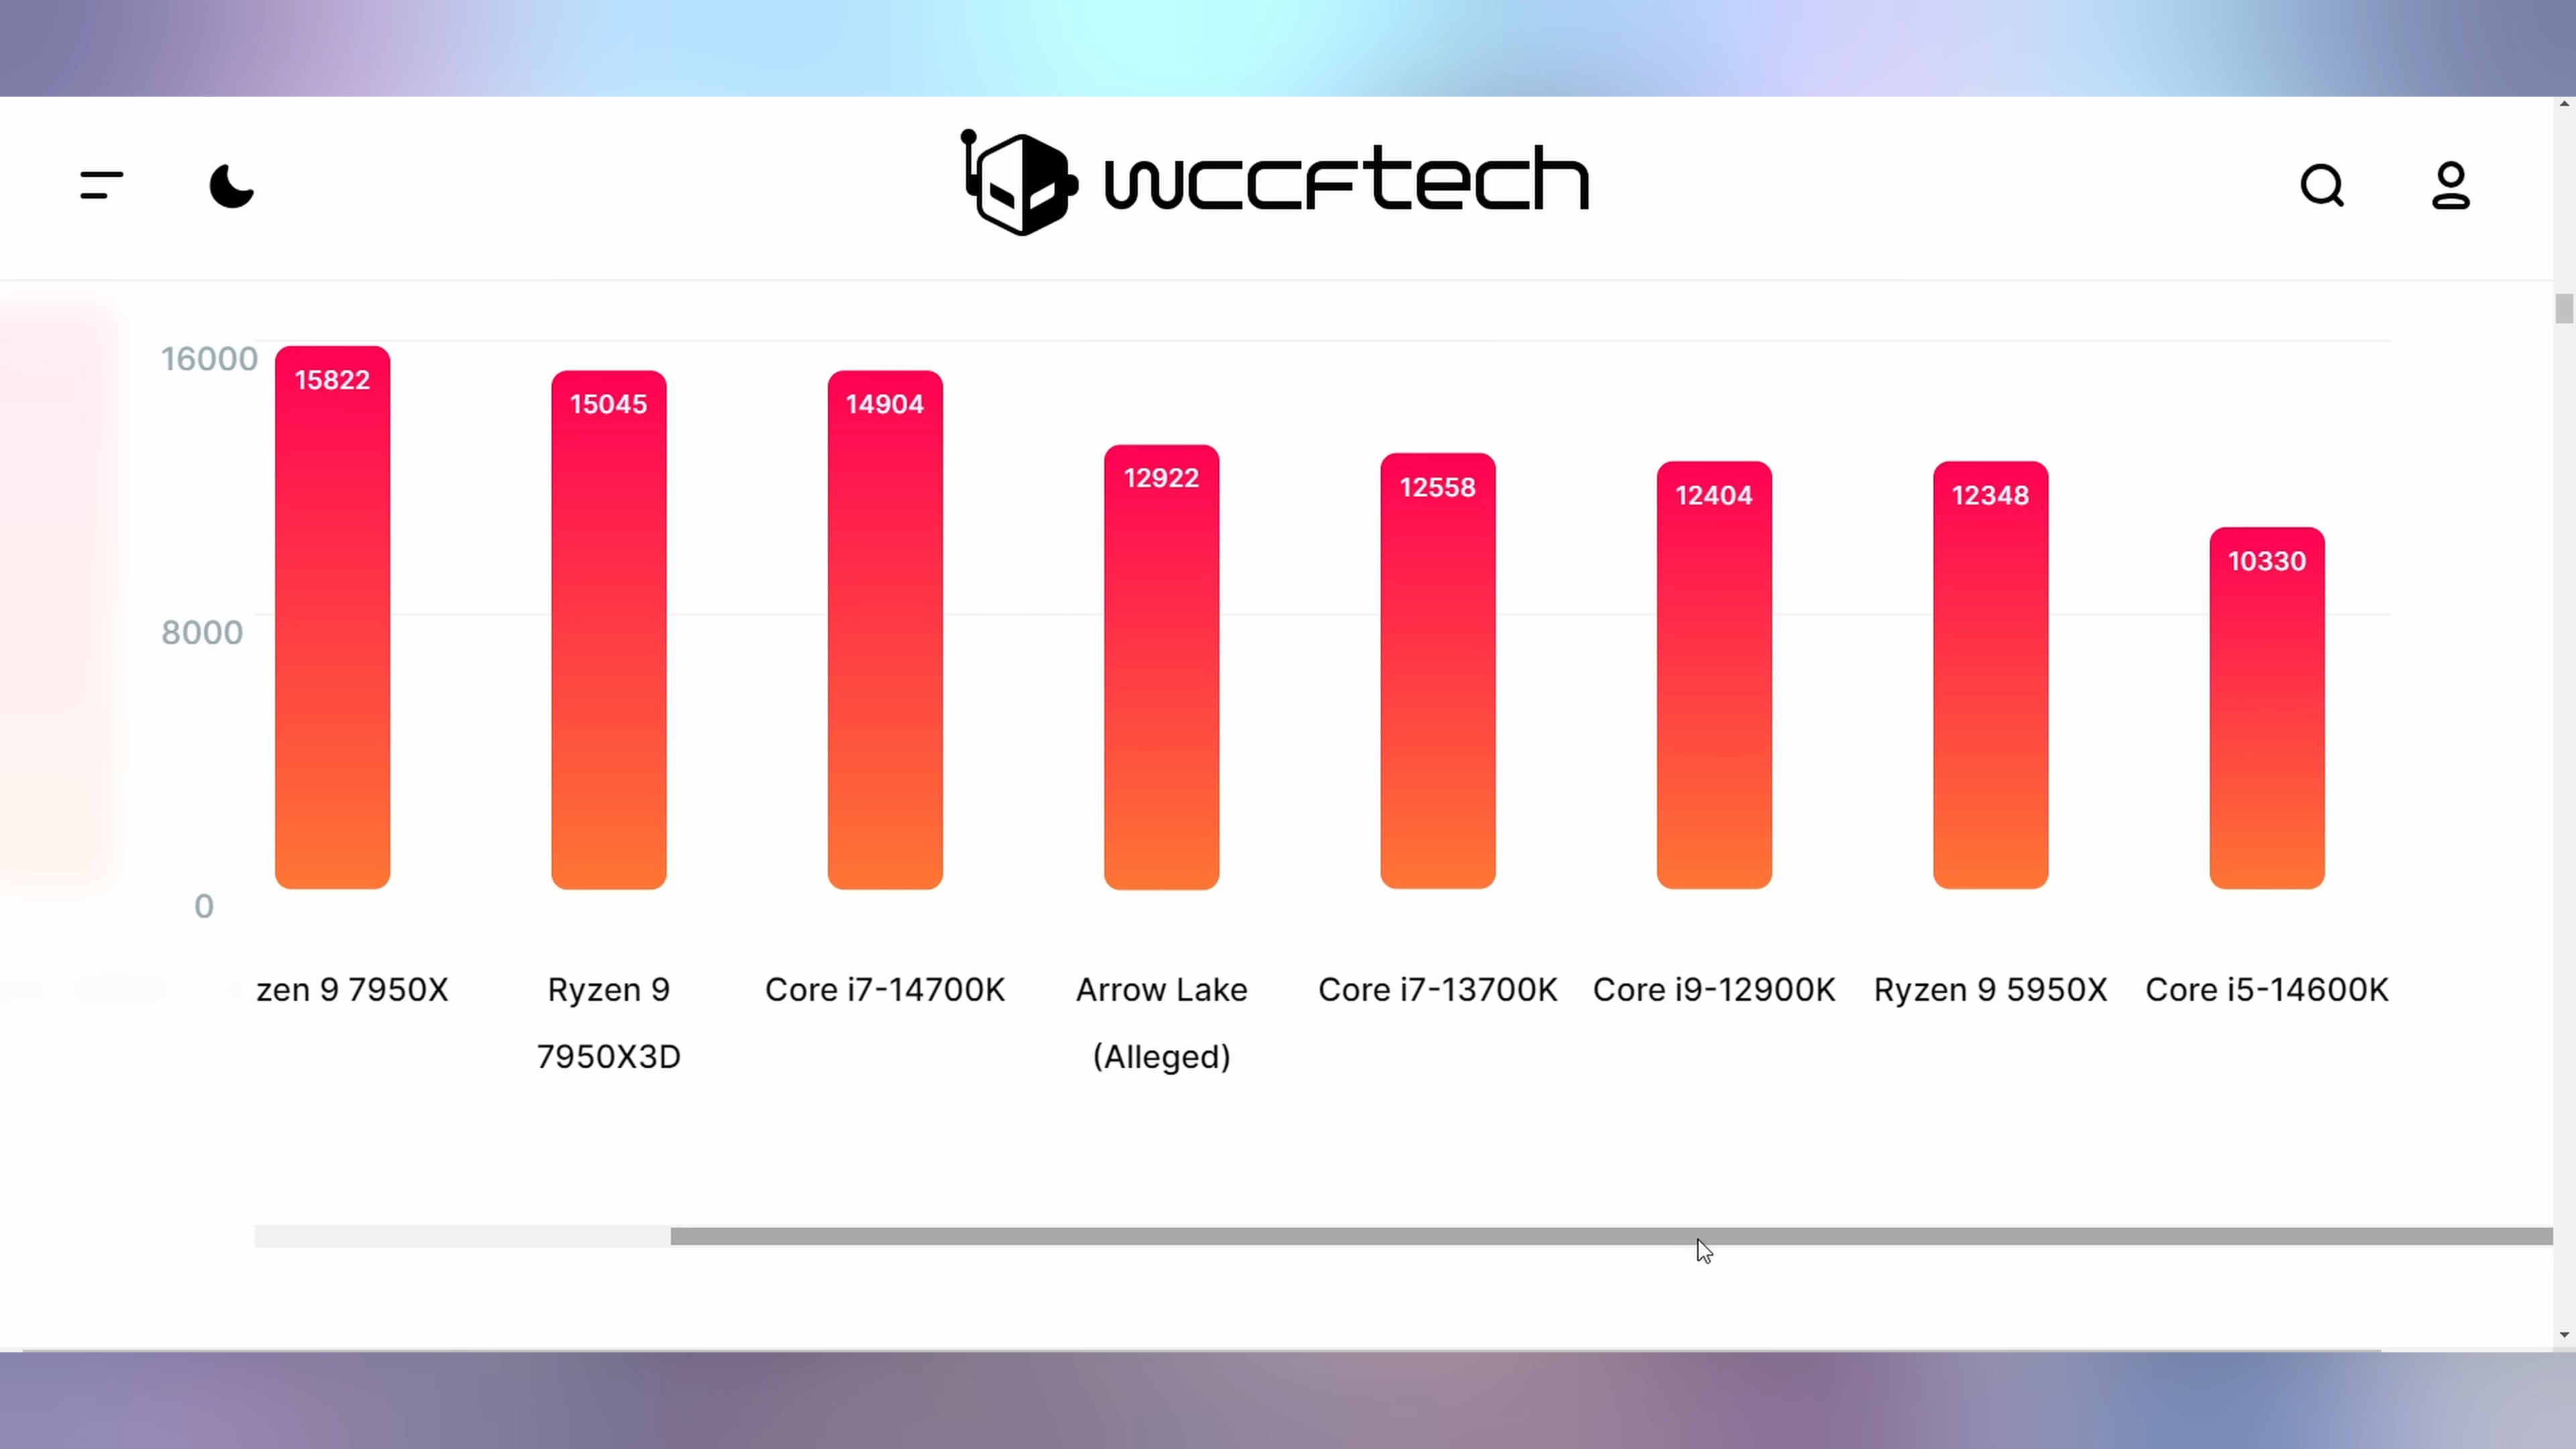 wccftech
16000
15822
15045
14904
12922
12558
12404
12348
10330
8000
0
zen 9 7950X
Ryzen 9
7950X3D
Core i7-14700K
Arrow Lake
(Alleged)
Core i7-13700K
Core i9-12900K
Ryzen 9 5950X
Core i5-14600K